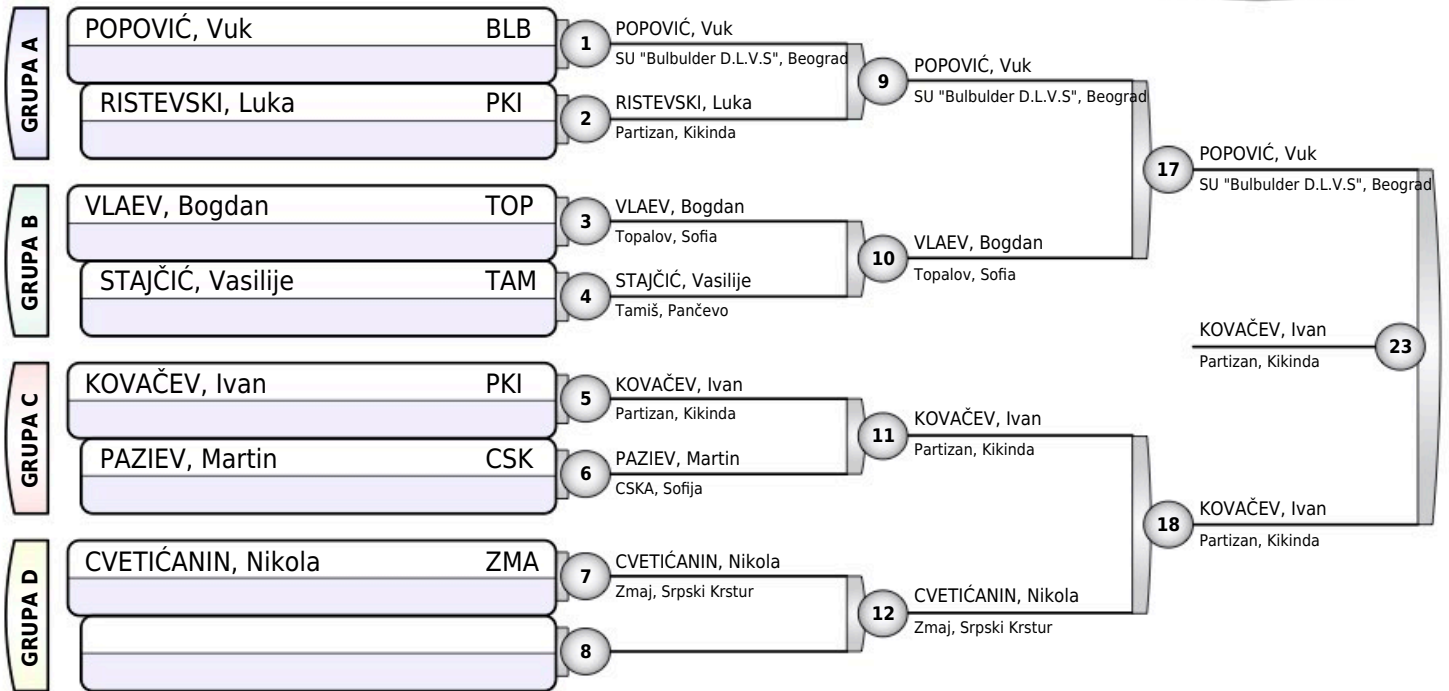 GRUPA A
POPOVIĆ, Vuk BLB
RISTEVSKI, Luka PKI
1
POPOVIĆ, Vuk
SU "Bulbulder D.L.V.S", Beograd
2
RISTEVSKI, Luka
Partizan, Kikinda
9
POPOVIĆ, Vuk
SU "Bulbulder D.L.V.S", Beograd
GRUPA B
VLAEV, Bogdan TOP
STAJČIĆ, Vasilije TAM
3
VLAEV, Bogdan
Topalov, Sofia
4
STAJČIĆ, Vasilije
Tamiš, Pančevo
10
VLAEV, Bogdan
Topalov, Sofia
17
POPOVIĆ, Vuk
SU "Bulbulder D.L.V.S", Beograd
GRUPA C
KOVAČEV, Ivan PKI
PAZIEV, Martin CSK
5
KOVAČEV, Ivan
Partizan, Kikinda
6
PAZIEV, Martin
CSKA, Sofija
11
KOVAČEV, Ivan
Partizan, Kikinda
GRUPA D
CVETIĆANIN, Nikola ZMA
7
CVETIĆANIN, Nikola
Zmaj, Srpski Krstur
8
12
CVETIĆANIN, Nikola
Zmaj, Srpski Krstur
18
KOVAČEV, Ivan
Partizan, Kikinda
KOVAČEV, Ivan
Partizan, Kikinda
23